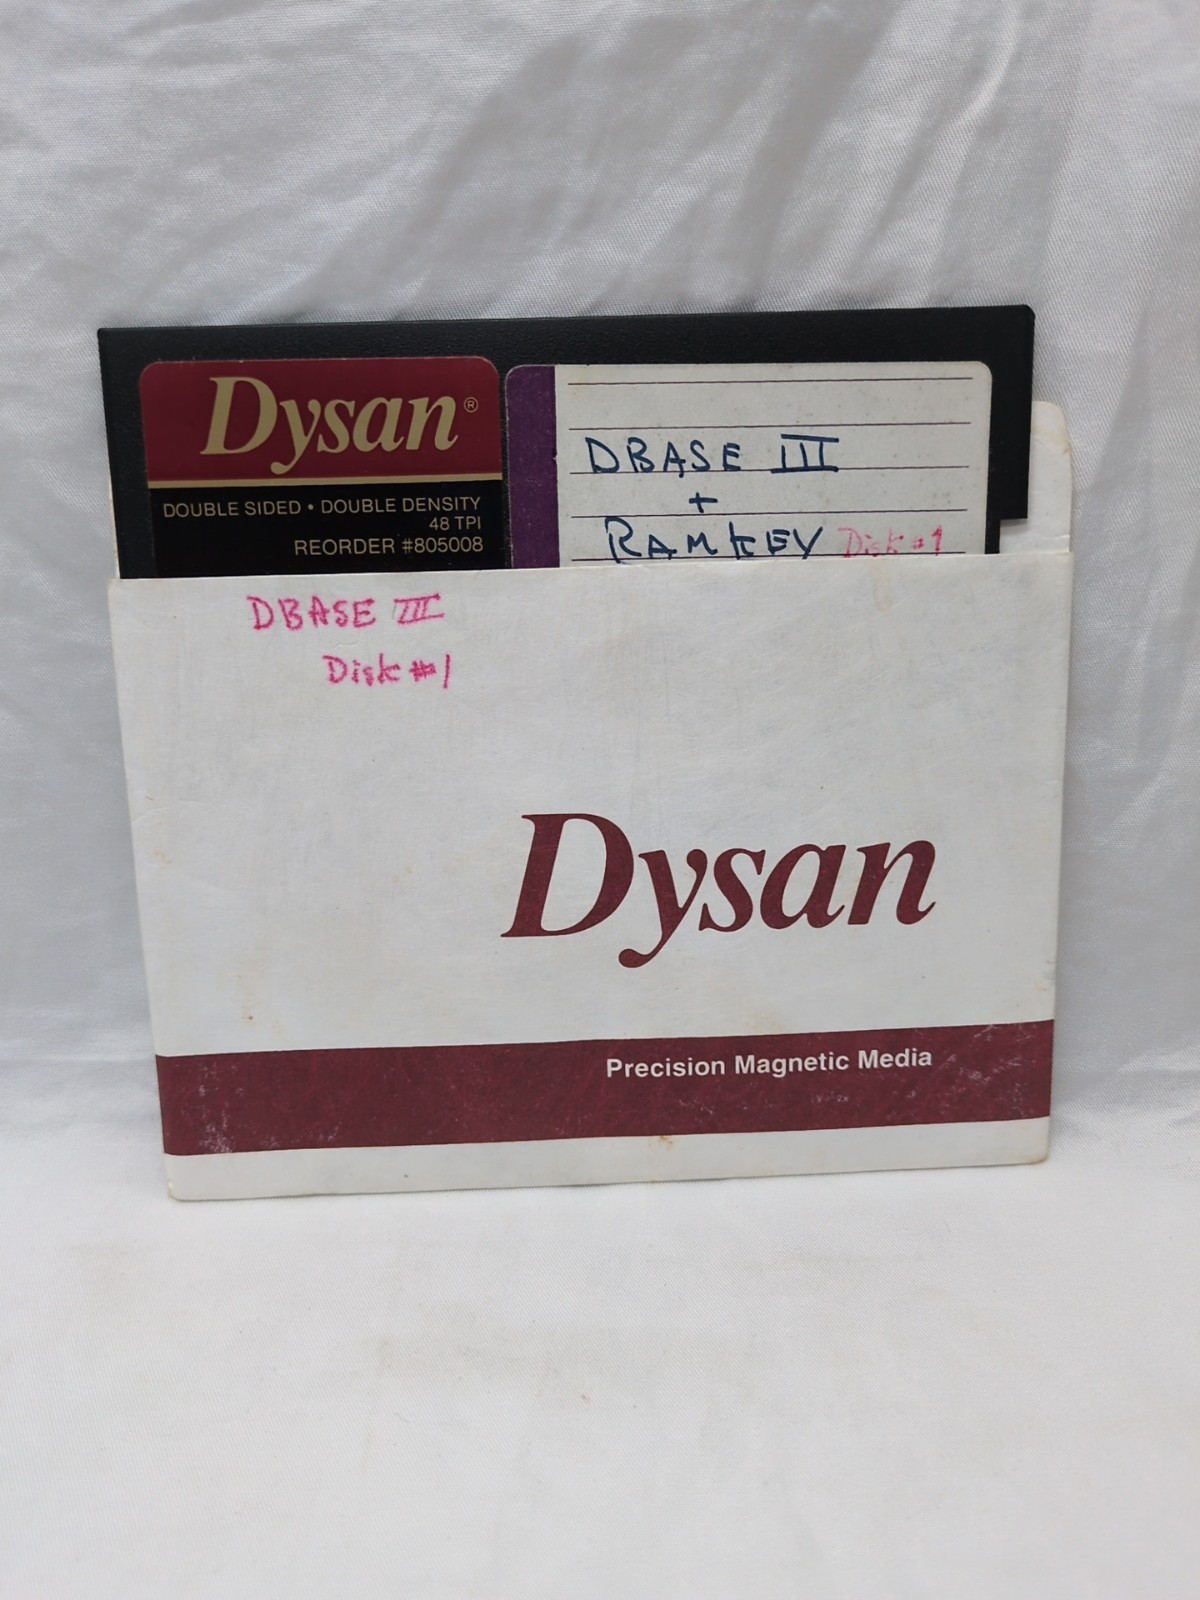 Dysan®
DOUBLE SIDED • DOUBLE DENSITY
48 TPI
REORDER #805008
DBASE III
+
RAMKEY Disk #1
DBASE III
Disk #1
Dysan
Precision Magnetic Media